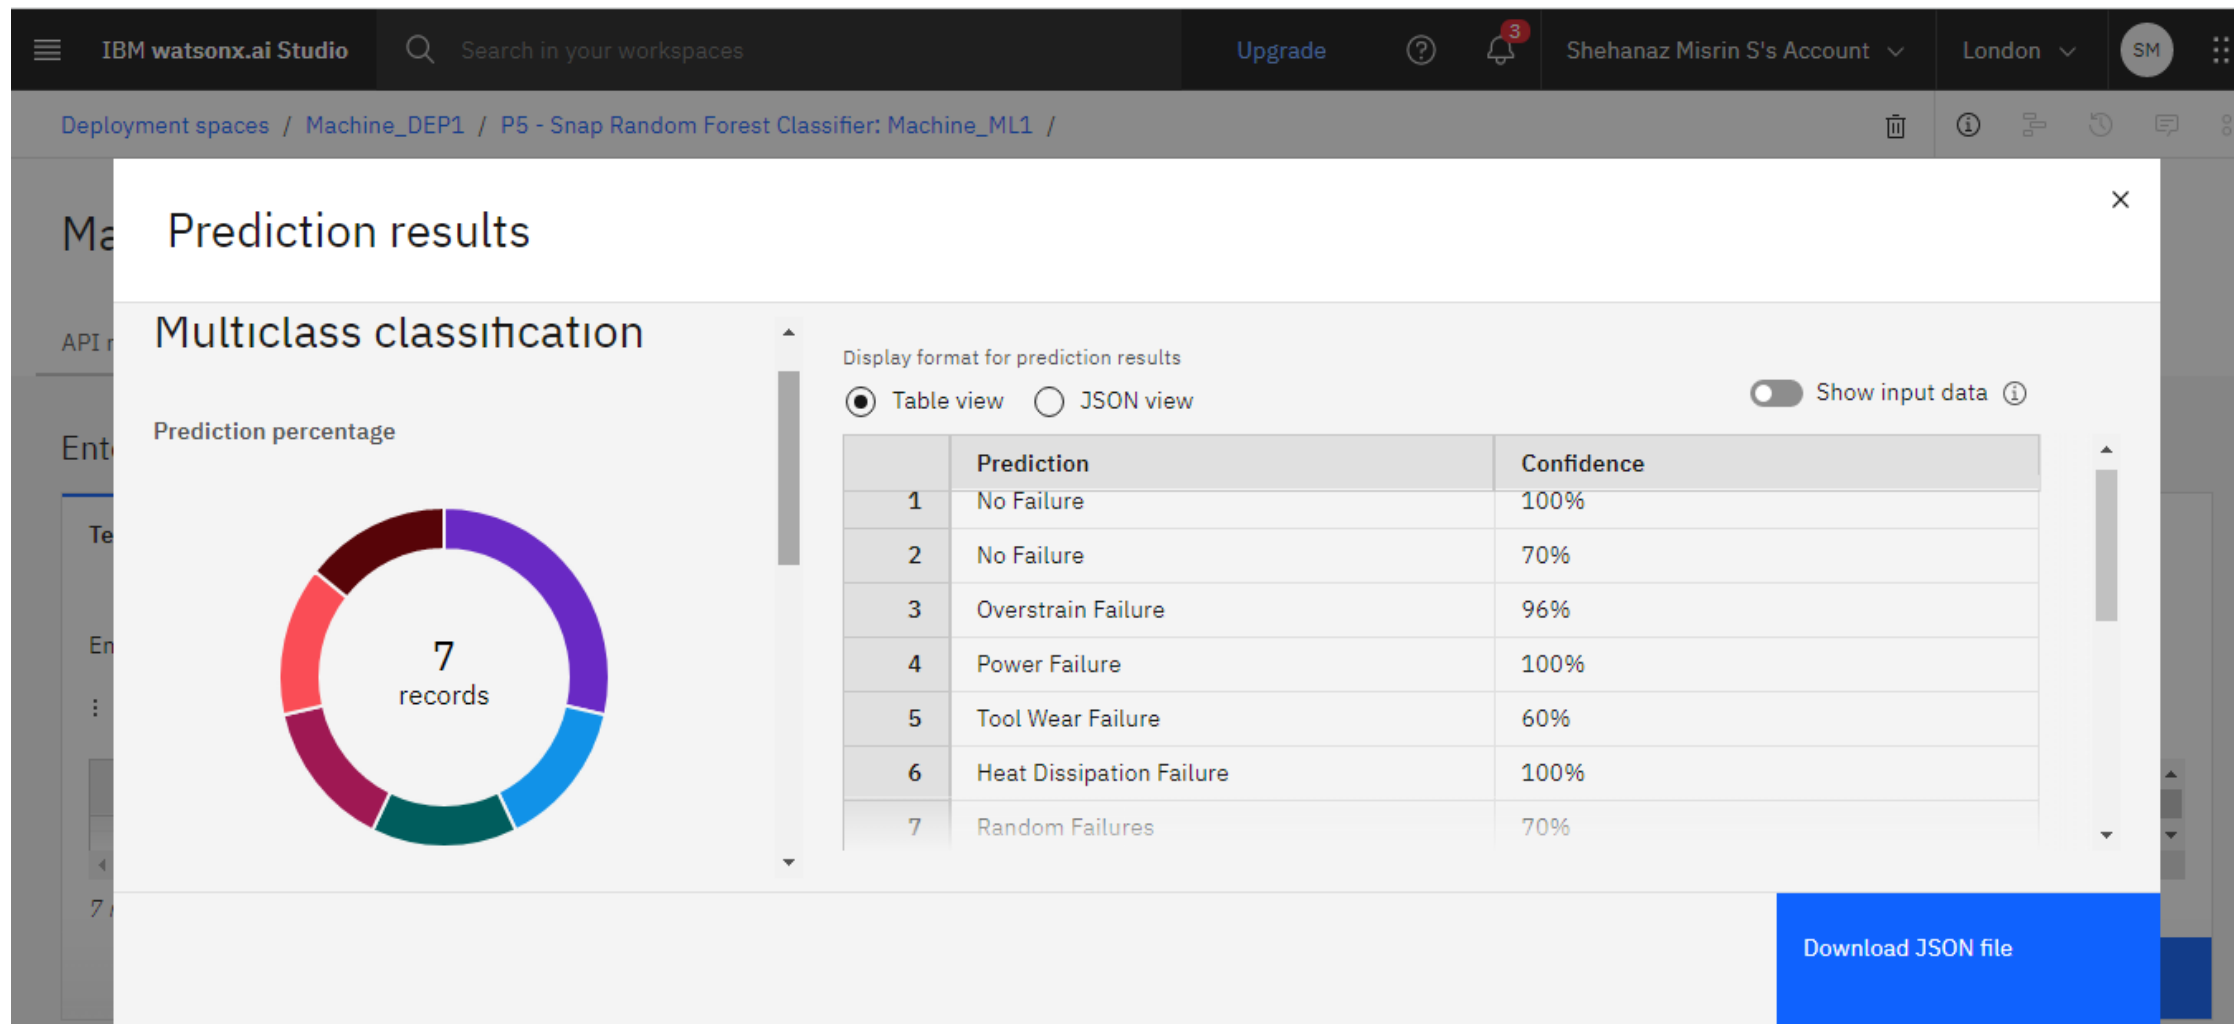 IBM watsonx.ai Studio Search in your workspaces Upgrade 3 Shehanaz Misrin S's Account London SM
Deployment spaces / Machine_DEP1 / P5 - Snap Random Forest Classifier: Machine_ML1 /
Ma
Prediction results
API r
Multiclass classification
Display format for prediction results
Table view JSON view
Show input data
Ent
Prediction percentage
Prediction Confidence
1 No Failure 100%
Te
2 No Failure 70%
3 Overstrain Failure 96%
En
7
records
4 Power Failure 100%
5 Tool Wear Failure 60%
6 Heat Dissipation Failure 100%
7 Random Failures 70%
7
Download JSON file